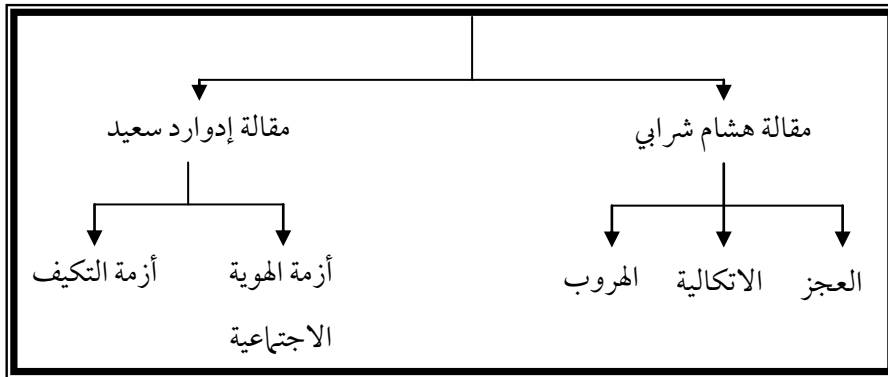 مقالة هشام شرابي
مقالة إدوارد سعيد
العجز
الاتكالية
الهروب
أزمة الهوية
الاجتماعية
أزمة التكيف